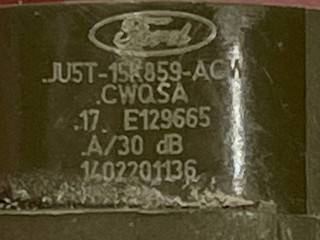 Ford
.JU5T-15K859-ACW
.CWQSA
.17. E129665
.A/30 dB
1402201136